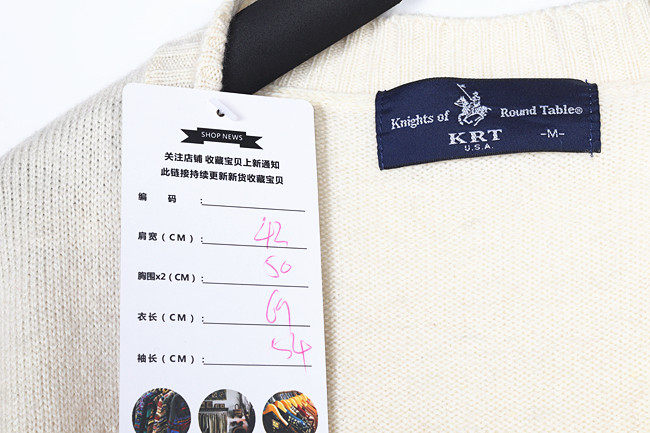 SHOP NEWS
关注店铺 收藏宝贝上新通知
此链接持续更新新货收藏宝贝
编 码 :
肩宽 ( CM ) : 42
胸围x2 ( CM ) : 50
衣长 ( CM ) : 69
袖长 ( CM ) : 54
Knights of Round Table®
KRT -M-
U.S.A.